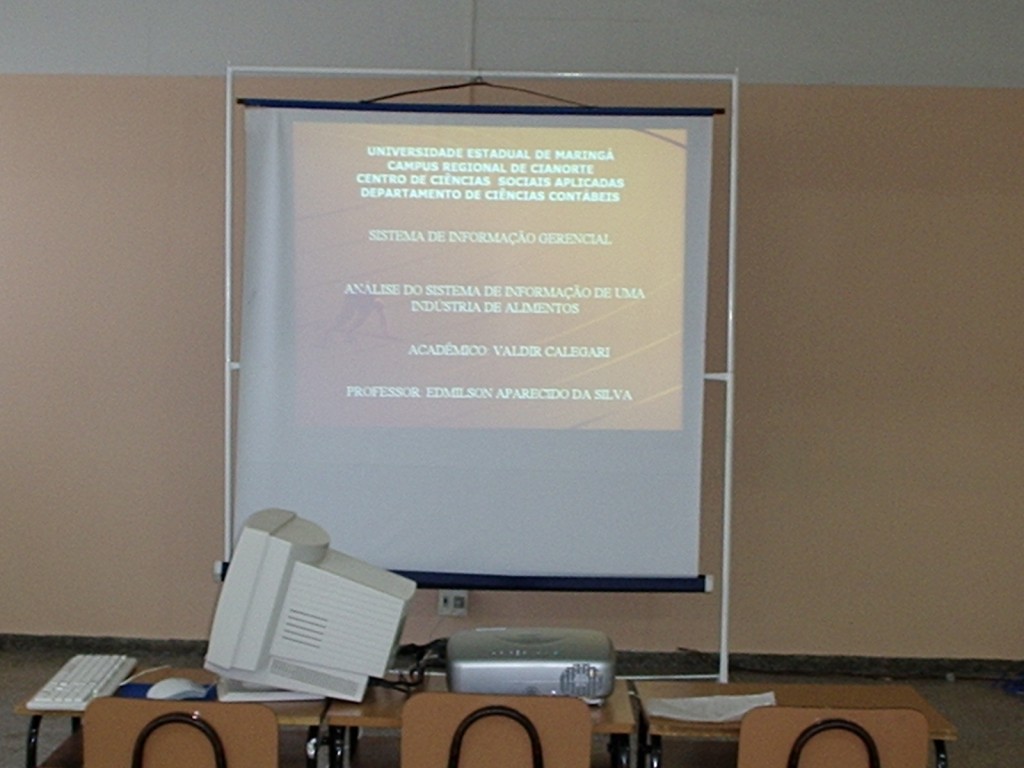 UNIVERSIDADE ESTADUAL DE MARINGÁ
CAMPUS REGIONAL DE CIANORTE
CENTRO DE CIÊNCIAS SOCIAIS APLICADAS
DEPARTAMENTO DE CIÊNCIAS CONTÁBEIS
SISTEMA DE INFORMAÇÃO GERENCIAL
ANÁLISE DO SISTEMA DE INFORMAÇÃO DE UMA
INDÚSTRIA DE ALIMENTOS
ACADÊMICO: VALDIR CALEGARI
PROFESSOR: EDMILSON APARECIDO DA SILVA